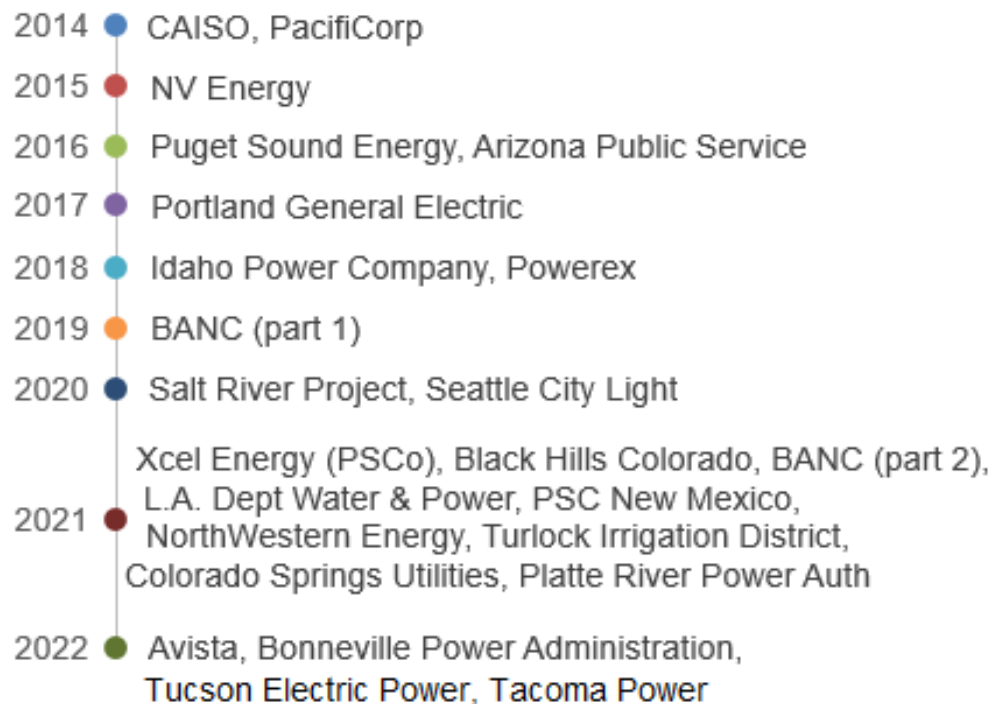 2014 CAISO, PacifiCorp
2015 NV Energy
2016 Puget Sound Energy, Arizona Public Service
2017 Portland General Electric
2018 Idaho Power Company, Powerex
2019 BANC (part 1)
2020 Salt River Project, Seattle City Light
Xcel Energy (PSCo), Black Hills Colorado, BANC (part 2),
L.A. Dept Water & Power, PSC New Mexico,
2021
NorthWestern Energy, Turlock Irrigation District,
Colorado Springs Utilities, Platte River Power Auth
2022 Avista, Bonneville Power Administration,
Tucson Electric Power, Tacoma Power